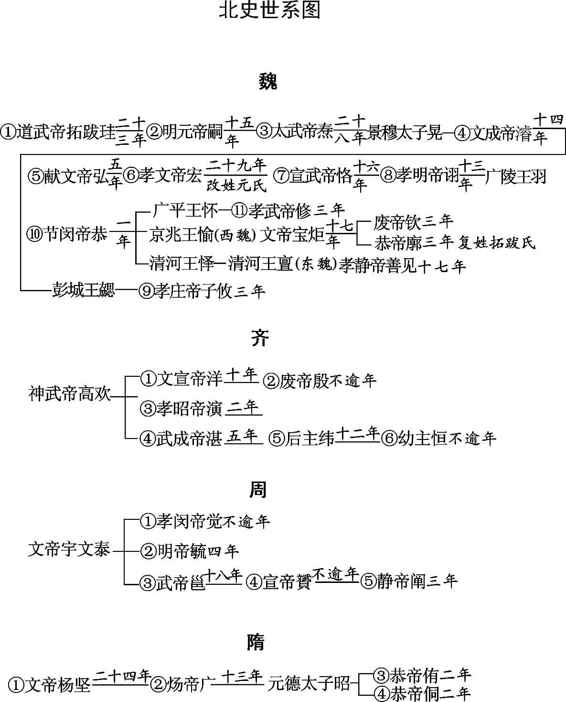 北史世系图
魏
①道武帝拓跋珪二十三年②明元帝嗣十五年③太武帝焘二十八年景穆太子晃④文成帝濬十四年
⑤献文帝弘五年⑥孝文帝宏二十九年改姓元氏⑦宣武帝恪十六年⑧孝明帝诩十三年广陵王羽
⑩节闵帝恭一年
广平王怀⑪孝武帝修三年
京兆王愉(西魏)文帝宝炬十七年
废帝钦三年
恭帝廓三年复姓拓跋氏
清河王怿清河王亶(东魏)孝静帝善见十七年
彭城王勰⑨孝庄帝子攸三年
齐
神武帝高欢
①文宣帝洋十年②废帝殷不逾年
③孝昭帝演二年
④武成帝湛五年⑤后主纬十二年⑥幼主恒不逾年
周
文帝宇文泰
①孝闵帝觉不逾年
②明帝毓四年
③武帝邕十八年④宣帝贇不逾年⑤静帝阐三年
隋
①文帝杨坚二十四年②炀帝广十三年元德太子昭
③恭帝侑二年
④恭帝侗二年